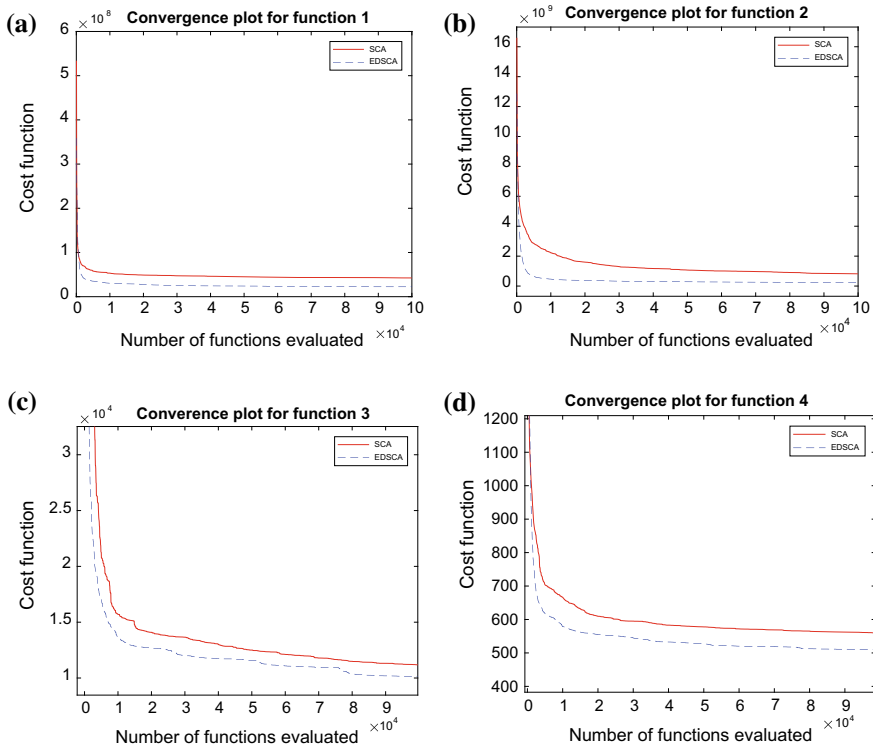 (a)
Convergence plot for function 1
× 10^8
6
5
4
3
2
1
0
Cost function
SCA
EDSCA
0 1 2 3 4 5 6 7 8 9 10
×10^4
Number of functions evaluated
(b)
Convergence plot for function 2
× 10^9
16
14
12
10
9
6
4
2
0
Cost function
SCA
EDSCA
0 1 2 3 4 5 6 7 8 9 10
×10^4
Number of functions evaluated
(c)
Converence plot for function 3
× 10^4
3
2.5
2
1.5
1
Cost function
SCA
EDSCA
0 1 2 3 4 5 6 7 8 9
×10^4
Number of functions evaluated
(d)
Convergence plot for function 4
1200
1100
1000
900
800
700
600
500
400
Cost function
SCA
EDSCA
0 1 2 3 4 5 6 7 8 9
×10^4
Number of functions evaluated